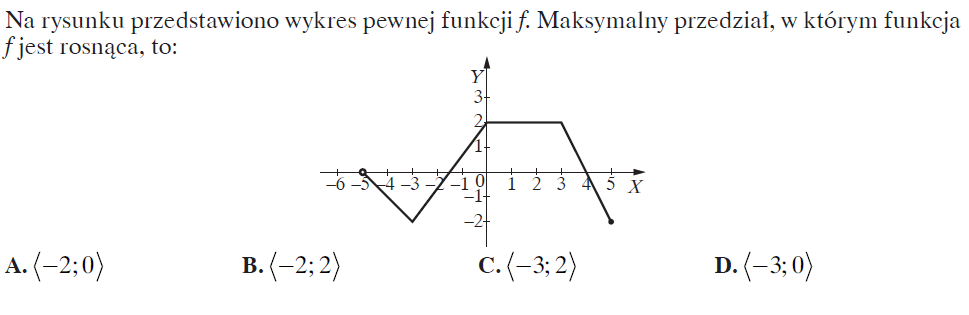 Na rysunku przedstawiono wykres pewnej funkcji f. Maksymalny przedział, w którym funkcja
f jest rosnąca, to:
Y
3
2
1
–6 –5 –4 –3 –2 –1 0 1 2 3 4 5 X
–1
–2
A. ⟨–2; 0⟩ B. ⟨–2; 2⟩ C. ⟨–3; 2⟩ D. ⟨–3; 0⟩